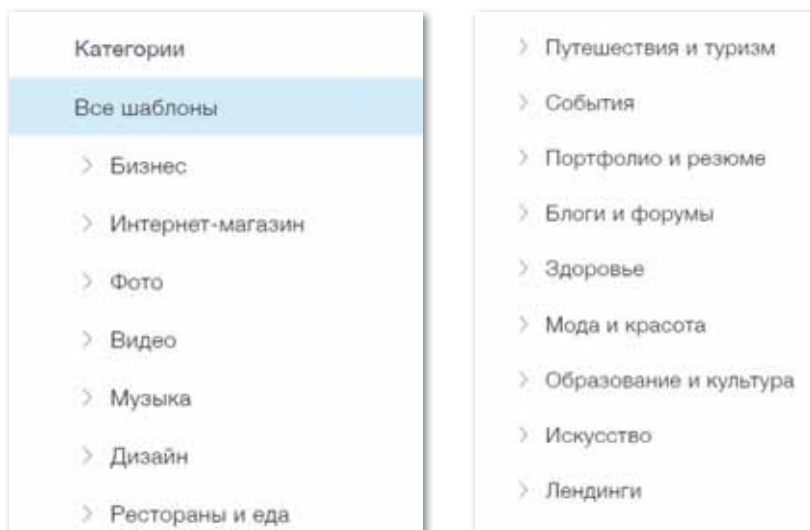 Категории
Все шаблоны
Бизнес
Интернет-магазин
Фото
Видео
Музыка
Дизайн
Рестораны и еда
Путешествия и туризм
События
Портфолио и резюме
Блоги и форумы
Здоровье
Мода и красота
Образование и культура
Искусство
Лендинги